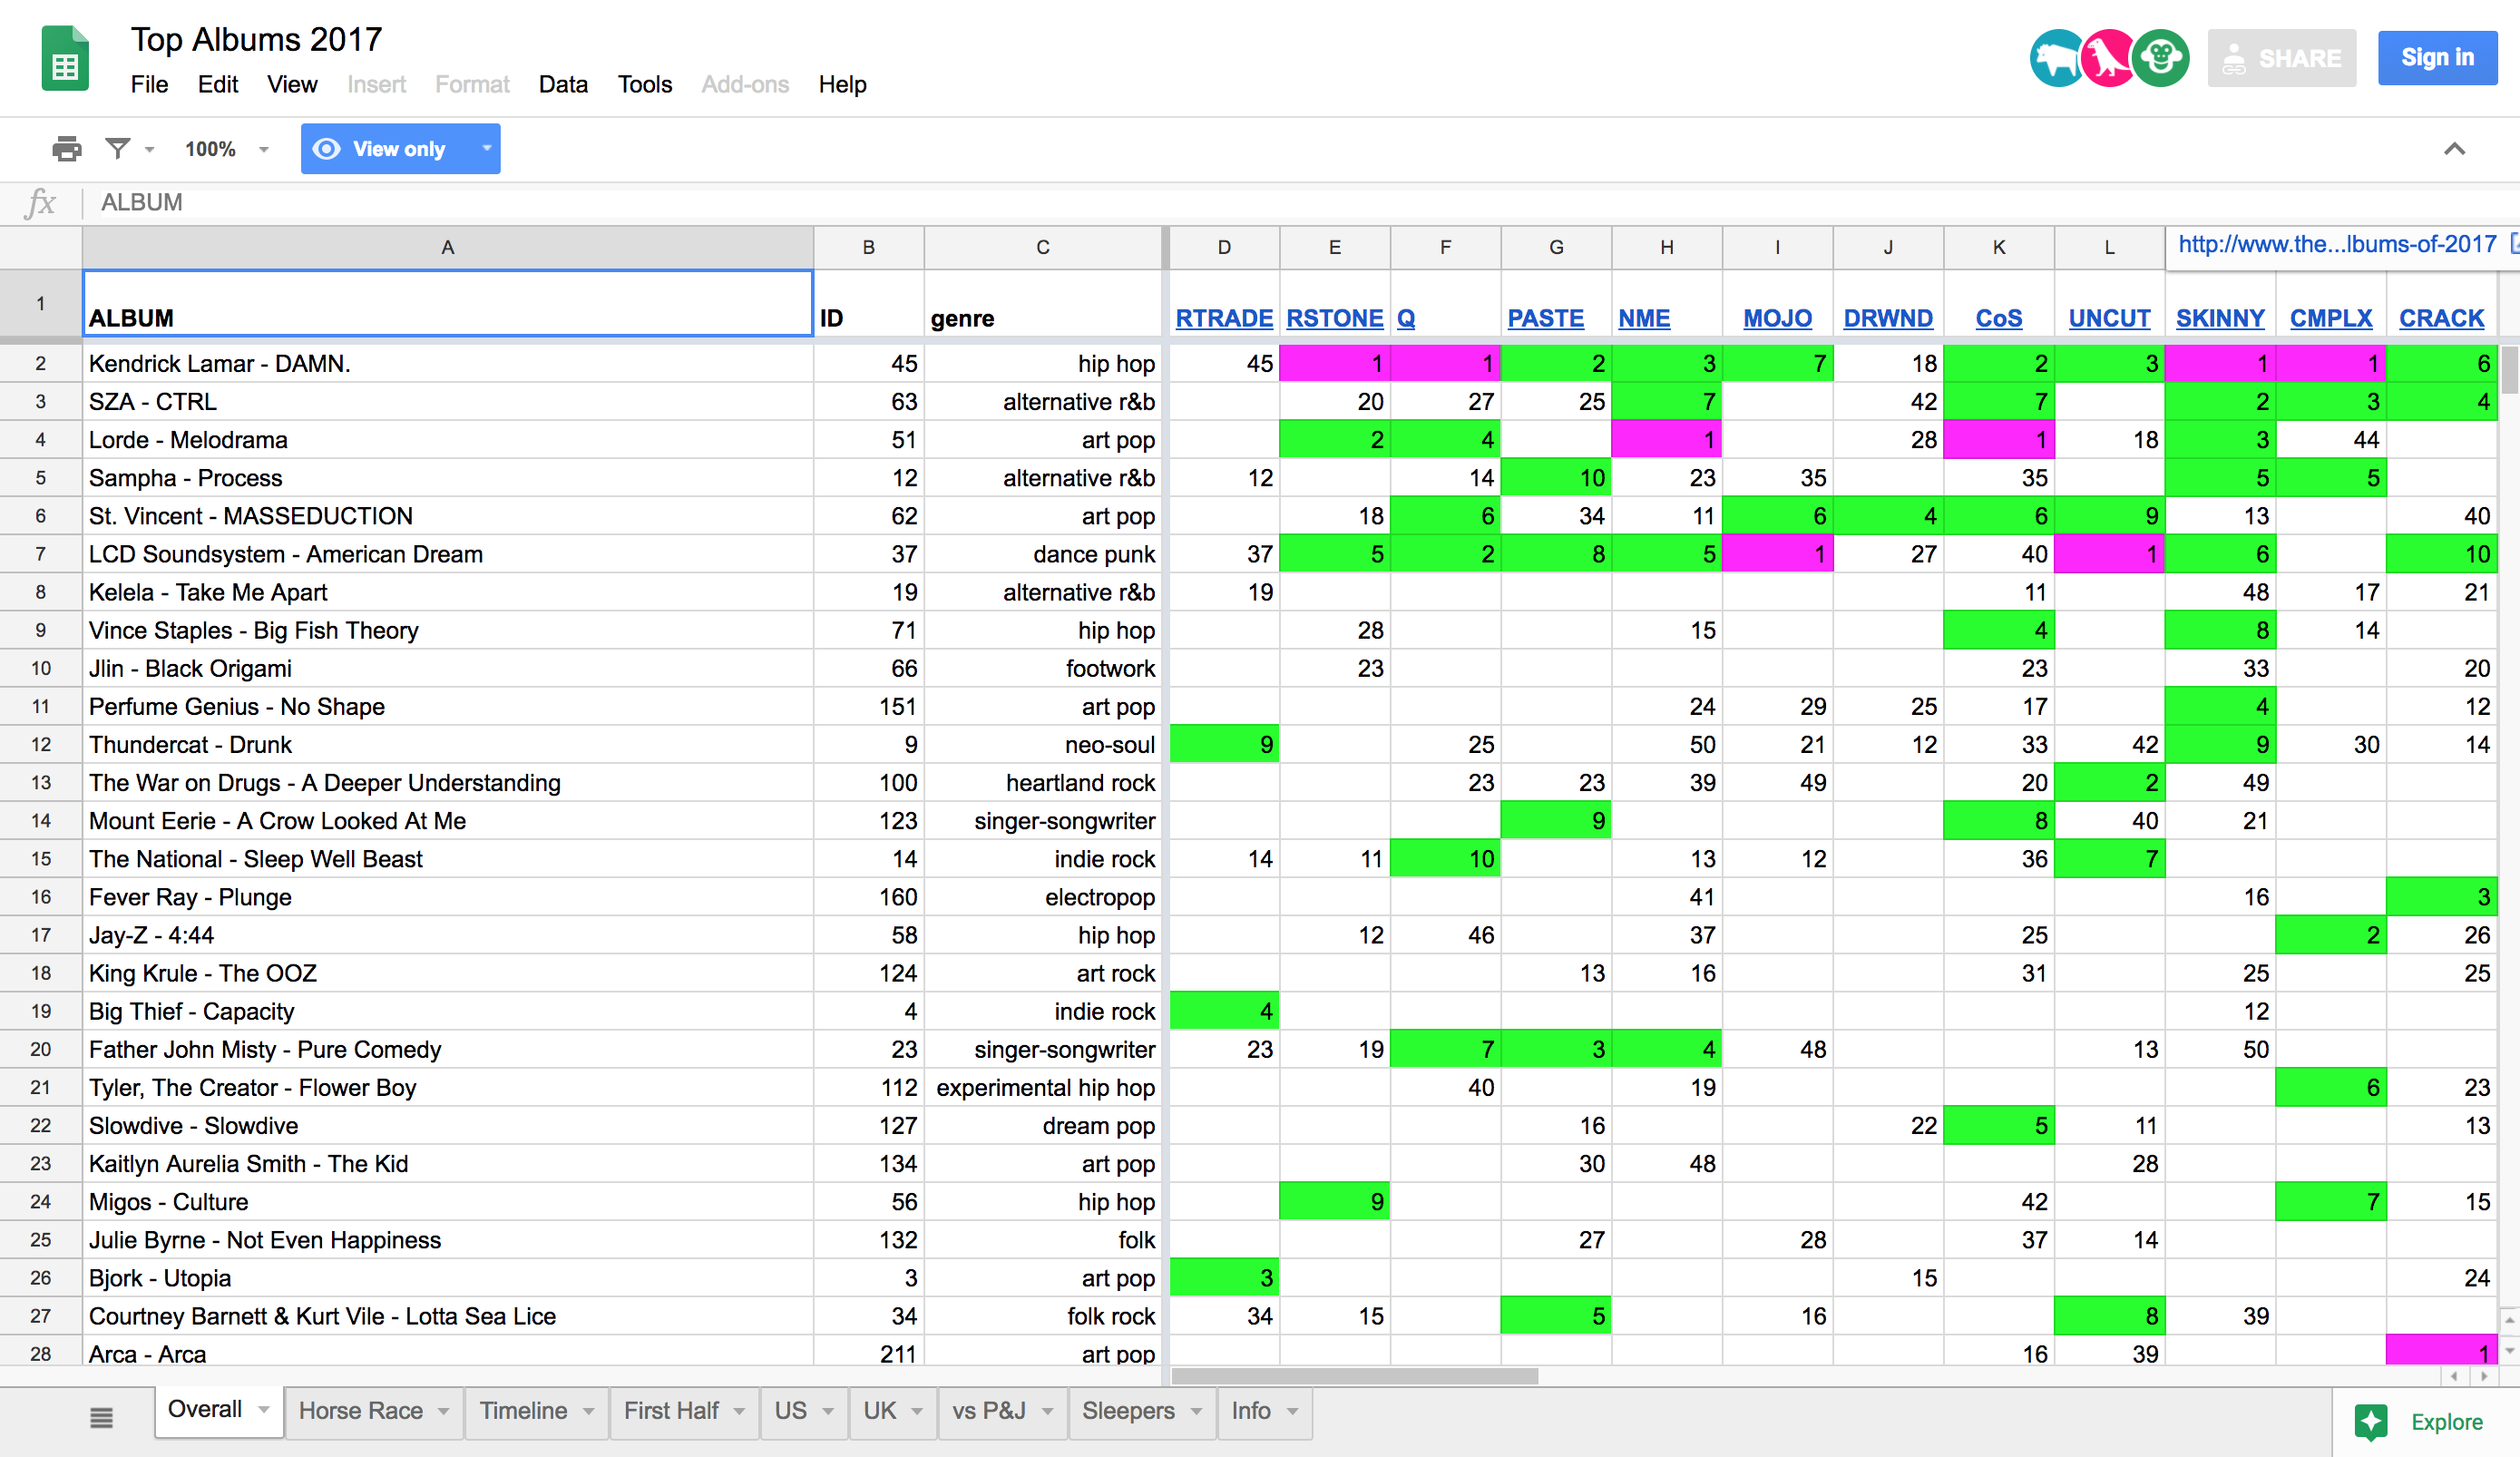 Top Albums 2017
File Edit View Insert Format Data Tools Add-ons Help
SHARE
Sign in
100% View only
fx ALBUM
A B C D E F G H I J K L http://www.the...lbums-of-2017
1 ALBUM ID genre RTRADE RSTONE Q PASTE NME MOJO DRWND CoS UNCUT SKINNY CMPLX CRACK
2 Kendrick Lamar - DAMN. 45 hip hop 45 1 1 2 3 7 18 2 3 1 1 6
3 SZA - CTRL 63 alternative r&b 20 27 25 7 42 7 2 3 4
4 Lorde - Melodrama 51 art pop 2 4 1 28 1 18 3 44
5 Sampha - Process 12 alternative r&b 12 14 10 23 35 35 5 5
6 St. Vincent - MASSEDUCTION 62 art pop 18 6 34 11 6 4 6 9 13 40
7 LCD Soundsystem - American Dream 37 dance punk 37 5 2 8 5 1 27 40 1 6 10
8 Kelela - Take Me Apart 19 alternative r&b 19 11 48 17 21
9 Vince Staples - Big Fish Theory 71 hip hop 28 15 4 8 14
10 Jlin - Black Origami 66 footwork 23 23 33 20
11 Perfume Genius - No Shape 151 art pop 24 29 25 17 4 12
12 Thundercat - Drunk 9 neo-soul 9 25 50 21 12 33 42 9 30 14
13 The War on Drugs - A Deeper Understanding 100 heartland rock 23 23 39 49 20 2 49
14 Mount Eerie - A Crow Looked At Me 123 singer-songwriter 9 8 40 21
15 The National - Sleep Well Beast 14 indie rock 14 11 10 13 12 36 7
16 Fever Ray - Plunge 160 electropop 41 16 3
17 Jay-Z - 4:44 58 hip hop 12 46 37 25 2 26
18 King Krule - The OOZ 124 art rock 13 16 31 25 25
19 Big Thief - Capacity 4 indie rock 4 12
20 Father John Misty - Pure Comedy 23 singer-songwriter 23 19 7 3 4 48 13 50
21 Tyler, The Creator - Flower Boy 112 experimental hip hop 40 19 6 23
22 Slowdive - Slowdive 127 dream pop 16 22 5 11 13
23 Kaitlyn Aurelia Smith - The Kid 134 art pop 30 48 28
24 Migos - Culture 56 hip hop 9 42 7 15
25 Julie Byrne - Not Even Happiness 132 folk 27 28 37 14
26 Bjork - Utopia 3 art pop 3 15 24
27 Courtney Barnett & Kurt Vile - Lotta Sea Lice 34 folk rock 34 15 5 16 8 39
28 Arca - Arca 211 art pop 16 39 1
Overall Horse Race Timeline First Half US UK vs P&J Sleepers Info Explore